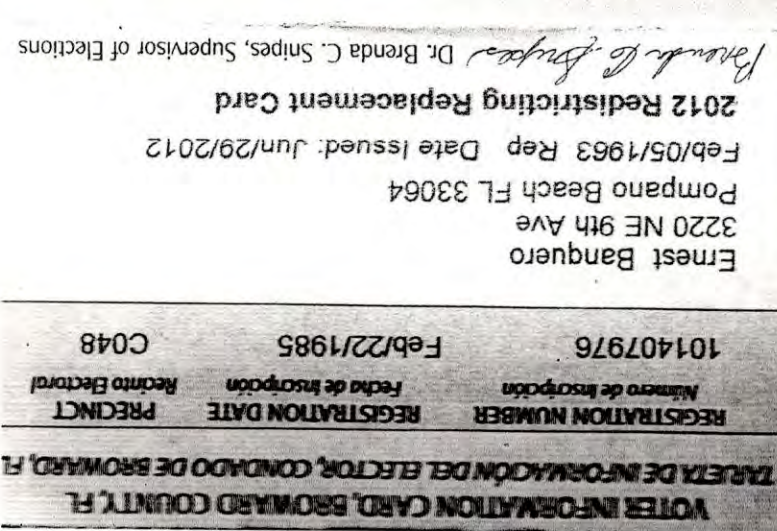 VOTER INFORMATION CARD, BROWARD COUNTY, FL
TARJETA DE INFORMACIÓN DEL ELECTOR, CONDADO DE BROWARD, FL
REGISTRATION NUMBER REGISTRATION DATE PRECINCT
Número de Inscripción Fecha de Inscripción Recinto Electoral
101407976 Feb/22/1985 C048
Ernest Banquero
3220 NE 9th Ave
Pompano Beach FL 33064
Feb/05/1963 Rep Date Issued: Jun/29/2012
2012 Redistricting Replacement Card
Brenda C. Snipes Dr. Brenda C. Snipes, Supervisor of Elections